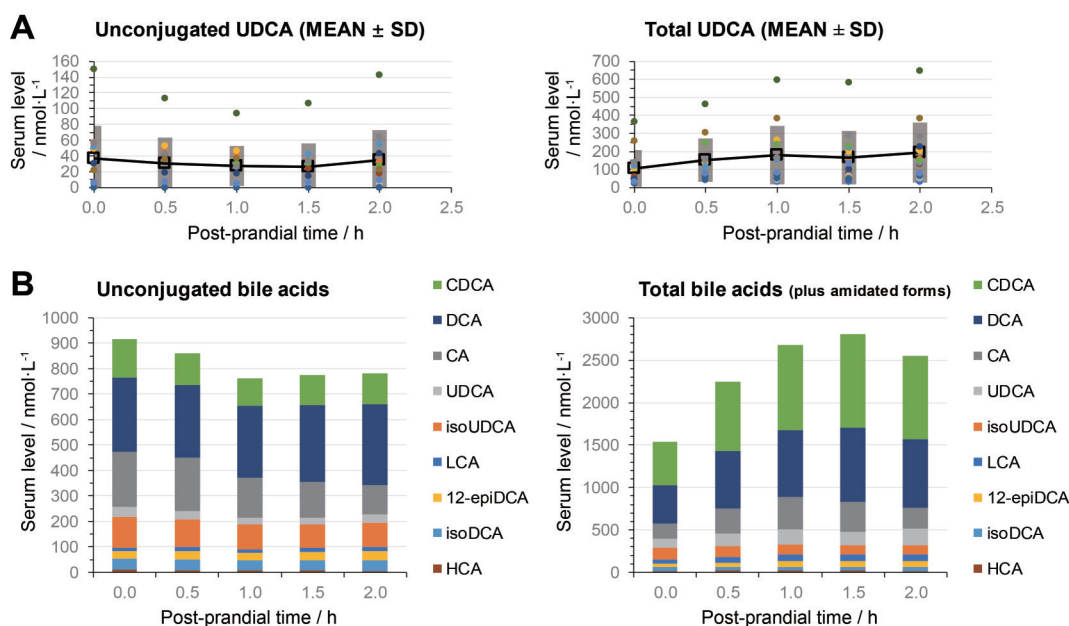 A
Unconjugated UDCA (MEAN ± SD)
Serum level
/ nmol·L⁻¹
160
140
120
100
80
60
40
20
0
0.0 0.5 1.0 1.5 2.0 2.5
Post-prandial time / h
Total UDCA (MEAN ± SD)
Serum level
/ nmol·L⁻¹
700
600
500
400
300
200
100
0
0.0 0.5 1.0 1.5 2.0 2.5
Post-prandial time / h
B
Unconjugated bile acids
Serum level / nmol·L⁻¹
1000
900
800
700
600
500
400
300
200
100
0
0.0 0.5 1.0 1.5 2.0
Post-prandial time / h
CDCA
DCA
CA
UDCA
isoUDCA
LCA
12-epiDCA
isoDCA
HCA
Total bile acids (plus amidated forms)
Serum level / nmol·L⁻¹
3000
2500
2000
1500
1000
500
0
0.0 0.5 1.0 1.5 2.0
Post-prandial time / h
CDCA
DCA
CA
UDCA
isoUDCA
LCA
12-epiDCA
isoDCA
HCA